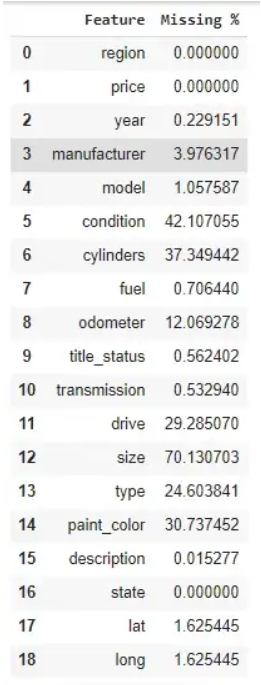 Feature Missing %
0 region 0.000000
1 price 0.000000
2 year 0.229151
3 manufacturer 3.976317
4 model 1.057587
5 condition 42.107055
6 cylinders 37.349442
7 fuel 0.706440
8 odometer 12.069278
9 title_status 0.562402
10 transmission 0.532940
11 drive 29.285070
12 size 70.130703
13 type 24.603841
14 paint_color 30.737452
15 description 0.015277
16 state 0.000000
17 lat 1.625445
18 long 1.625445